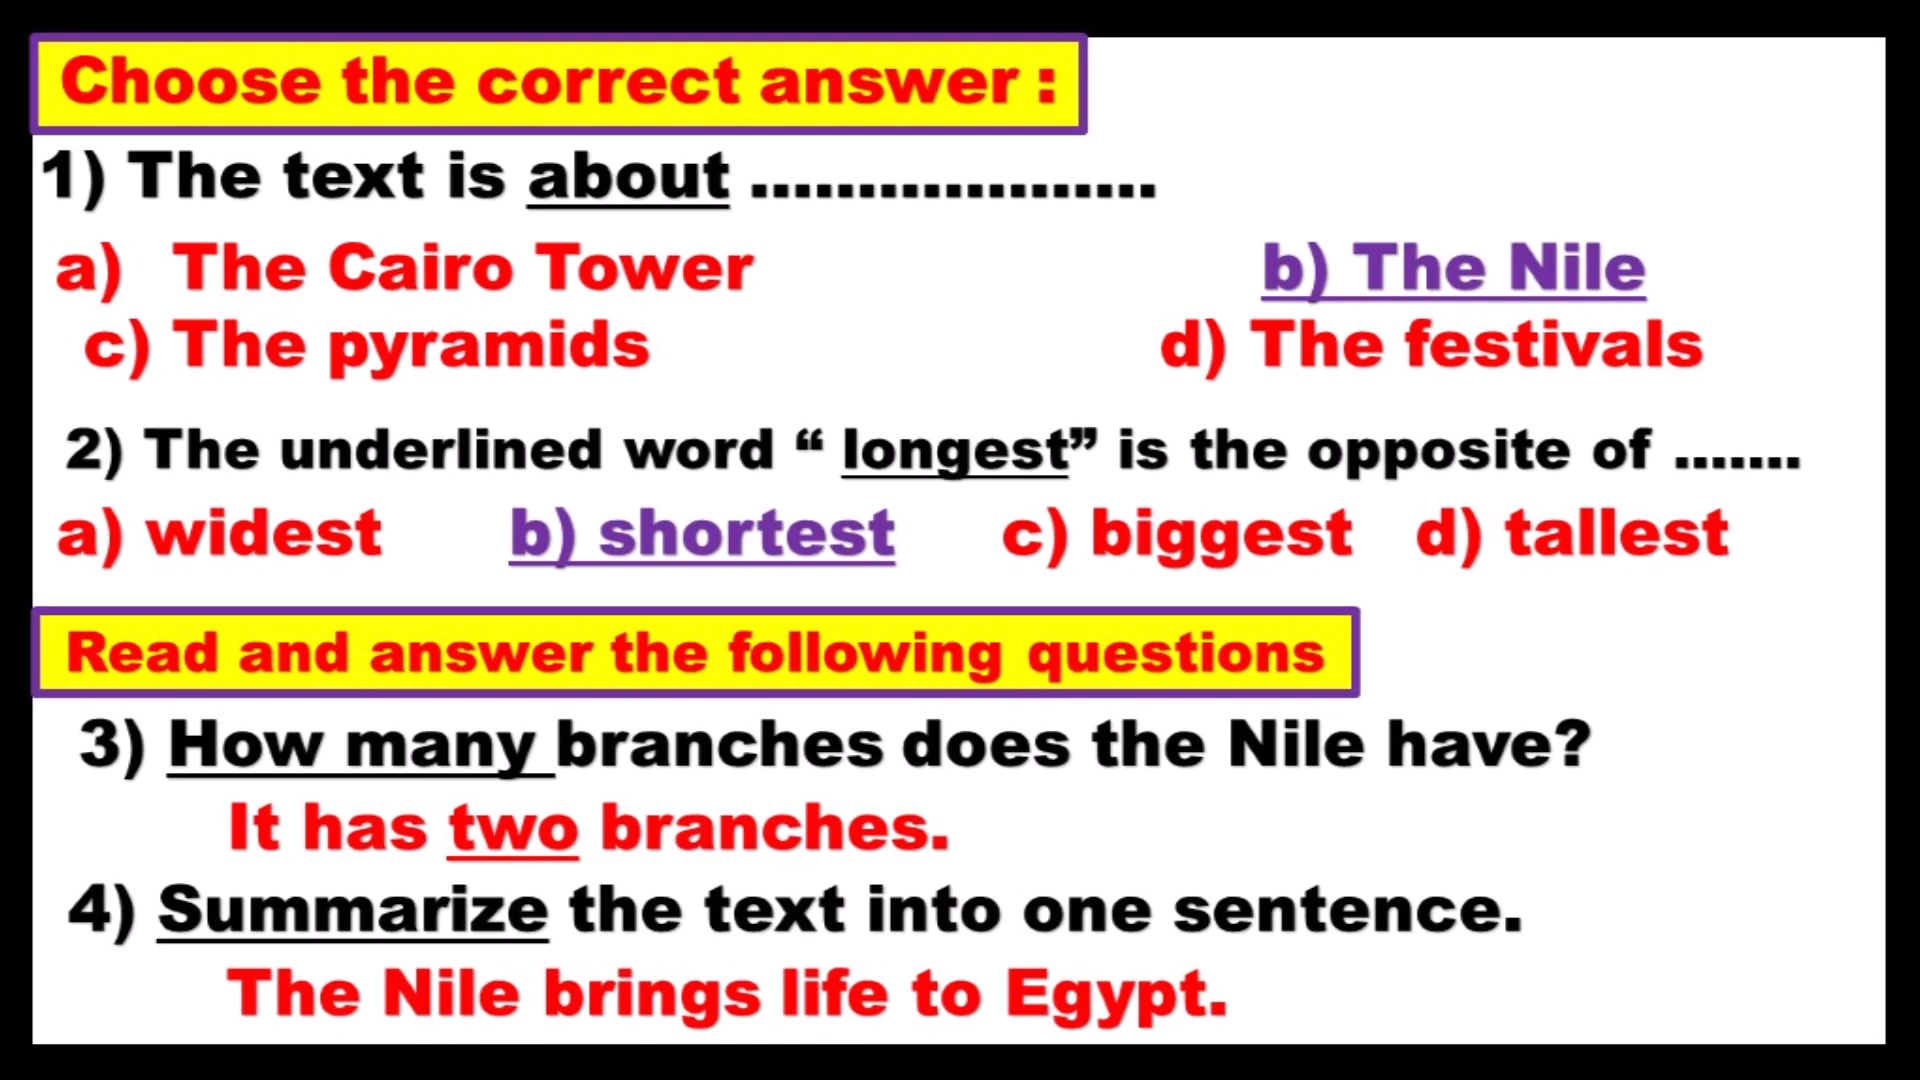 Choose the correct answer :
1) The text is about ...................
a) The Cairo Tower b) The Nile
c) The pyramids d) The festivals
2) The underlined word “ longest” is the opposite of .......
a) widest b) shortest c) biggest d) tallest
Read and answer the following questions
3) How many branches does the Nile have?
It has two branches.
4) Summarize the text into one sentence.
The Nile brings life to Egypt.